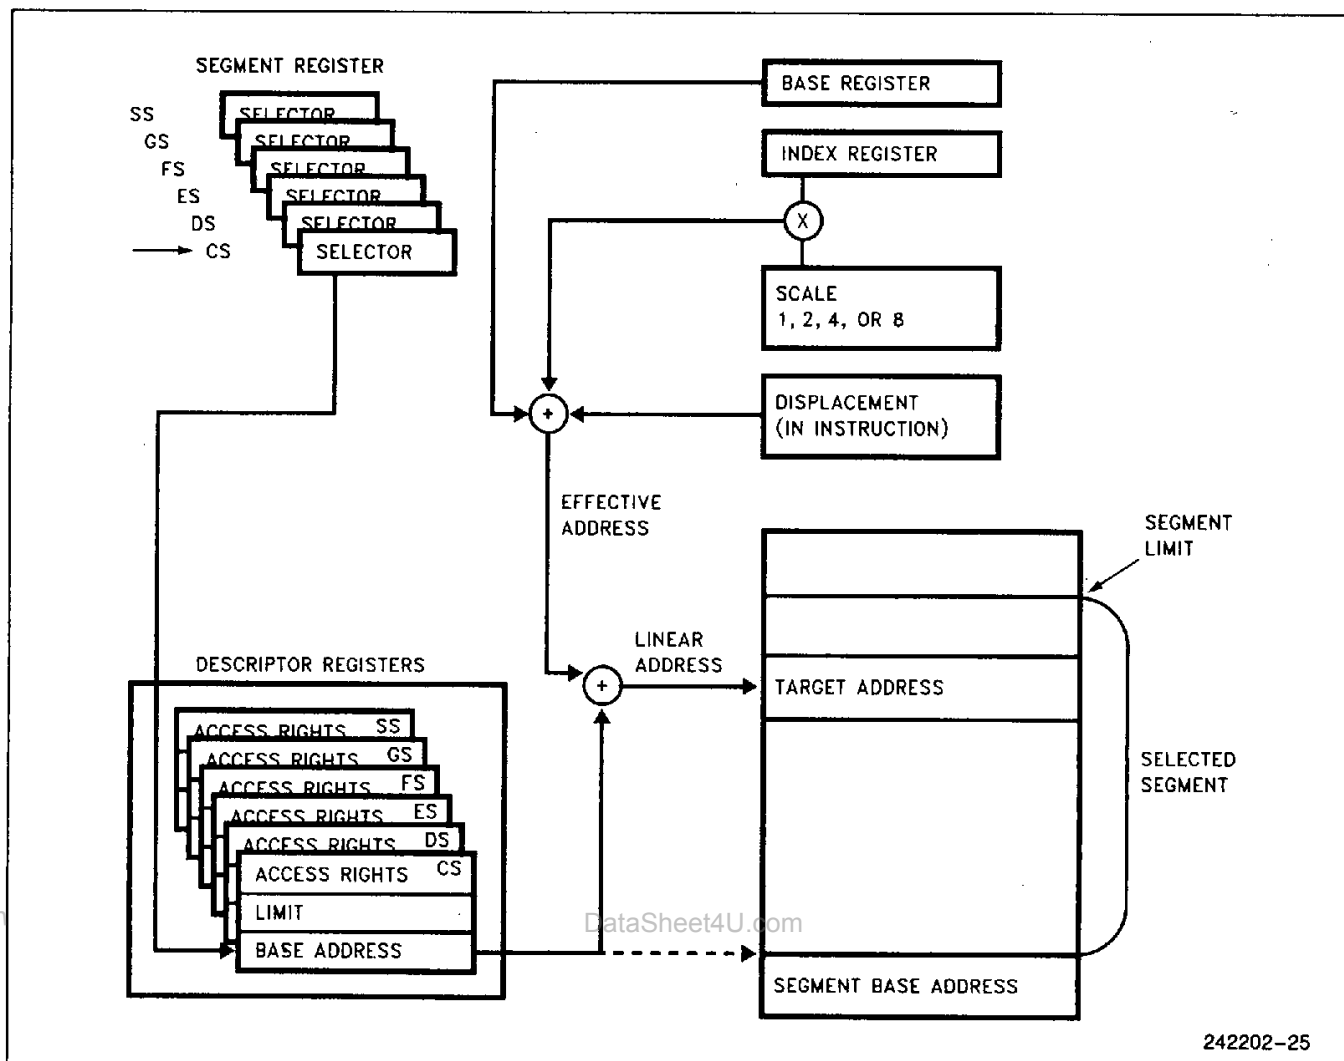 SEGMENT REGISTER
SS
SELECTOR
GS
SELECTOR
FS
SELECTOR
ES
SELECTOR
DS
SELECTOR
CS
SELECTOR
BASE REGISTER
INDEX REGISTER
X
SCALE
1, 2, 4, OR 8
DISPLACEMENT
(IN INSTRUCTION)
+
EFFECTIVE
ADDRESS
SEGMENT
LIMIT
LINEAR
ADDRESS
+
TARGET ADDRESS
SELECTED
SEGMENT
SEGMENT BASE ADDRESS
DESCRIPTOR REGISTERS
ACCESS RIGHTS SS
ACCESS RIGHTS GS
ACCESS RIGHTS FS
ACCESS RIGHTS ES
ACCESS RIGHTS DS
ACCESS RIGHTS CS
LIMIT
BASE ADDRESS
DataSheet4U.com
242202-25